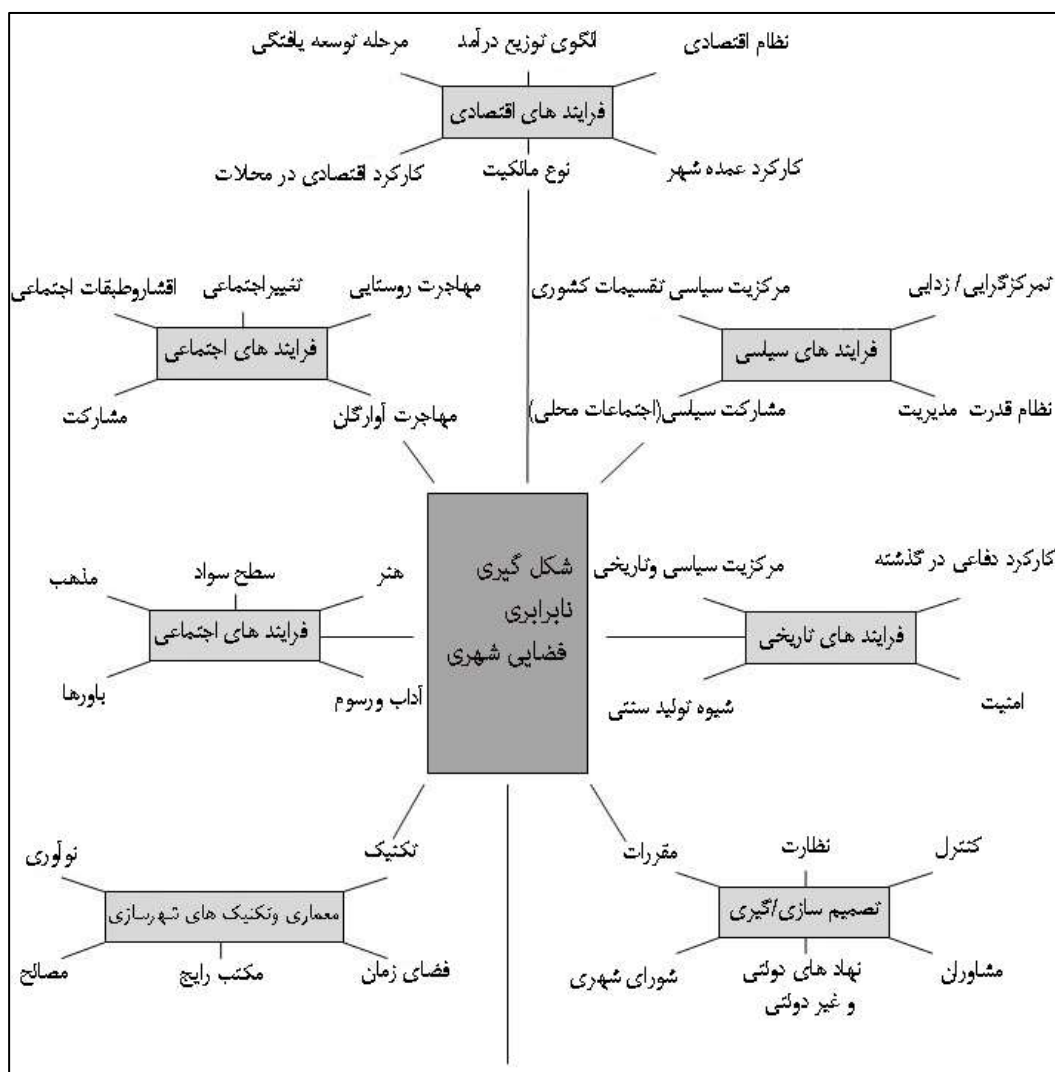 نظام اقتصادی
الگوی توزیع درآمد
مرحله توسعه یافتگی
فرایند های اقتصادی
کارکرد عمده شهر
نوع مالکیت
کارکرد اقتصادی در محلات
تمرکزگرایی / زدایی
مرکزیت سیاسی تقسیمات کشوری
فرایند های سیاسی
نظام قدرت مدیریت
مشارکت سیاسی(اجتماعات محلی)
مهاجرت روستایی
تغییراجتماعی
اقشاروطبقات اجتماعی
فرایند های اجتماعی
مهاجرت آوارگان
مشارکت
شکل گیری
نابرابری
فضایی شهری
کارکرد دفاعی در گذشته
مرکزیت سیاسی وتاریخی
فرایند های تاریخی
امنیت
شیوه تولید سنتی
هنر
سطح سواد
مذهب
فرایند های اجتماعی
آداب ورسوم
باورها
کنترل
نظارت
مقررات
تصمیم سازی/گیری
مشاوران
نهاد های دولتی
و غیر دولتی
شورای شهری
تکنیک
نوآوری
معماری وتکنیک های شهرسازی
فضای زمان
مکتب رایج
مصالح